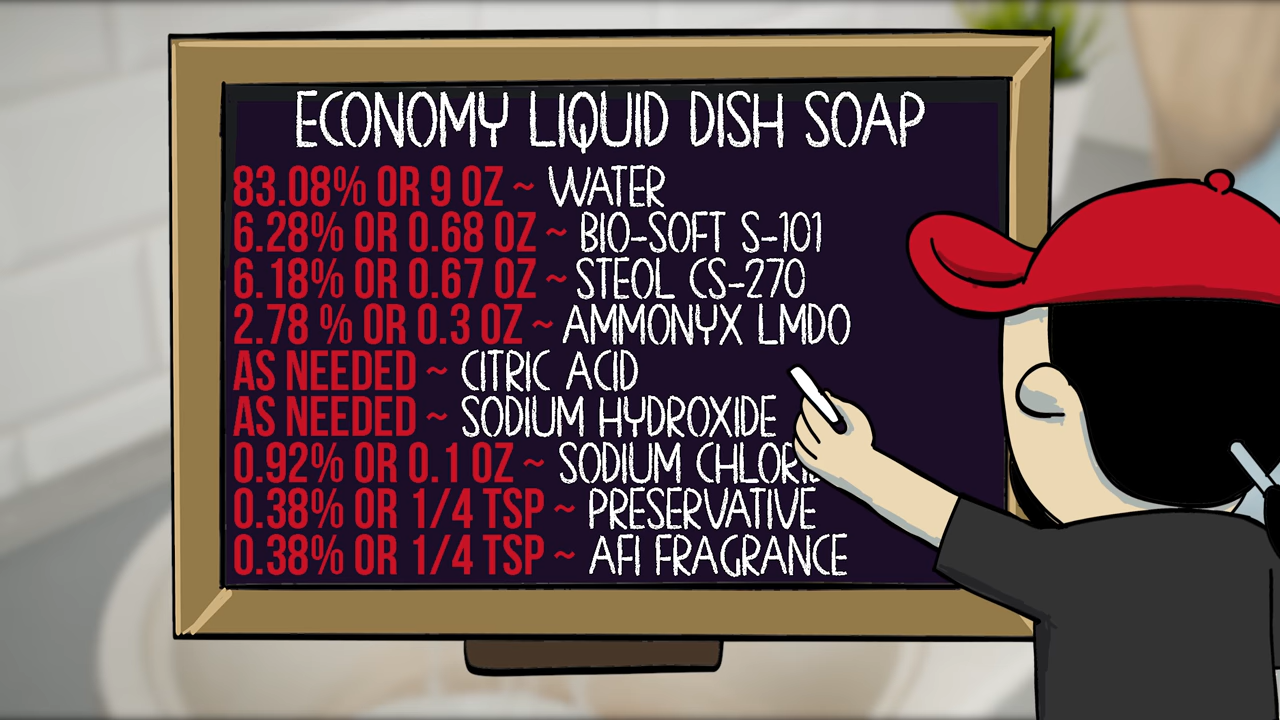 ECONOMY LIQUID DISH SOAP
83.08% OR 9 OZ ~ WATER
6.28% OR 0.68 OZ ~ BIO-SOFT S-101
6.18% OR 0.67 OZ ~ STEOL CS-270
2.78 % OR 0.3 OZ ~ AMMONYX LMDO
AS NEEDED ~ CITRIC ACID
AS NEEDED ~ SODIUM HYDROXIDE
0.92% OR 0.1 OZ ~ SODIUM CHLORI
0.38% OR 1/4 TSP ~ PRESERVATIVE
0.38% OR 1/4 TSP ~ AFI FRAGRANCE